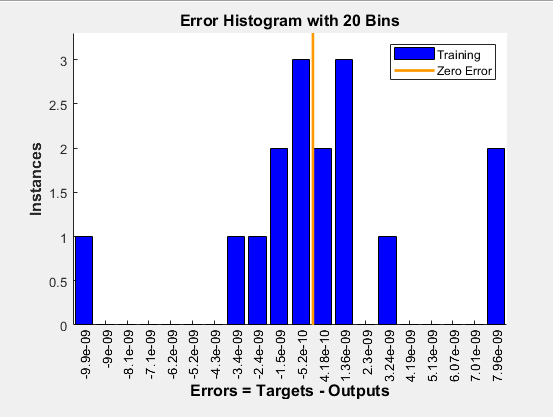 Error Histogram with 20 Bins
Training
Zero Error
Instances
3
2.5
2
1.5
1
0.5
0
-9.9e-09
-9e-09
-8.1e-09
-7.1e-09
-6.2e-09
-5.2e-09
-4.3e-09
-3.4e-09
-2.4e-09
-1.5e-09
-5.2e-10
4.18e-10
1.36e-09
2.3e-09
3.24e-09
4.19e-09
5.13e-09
6.07e-09
7.01e-09
7.96e-09
Errors = Targets - Outputs